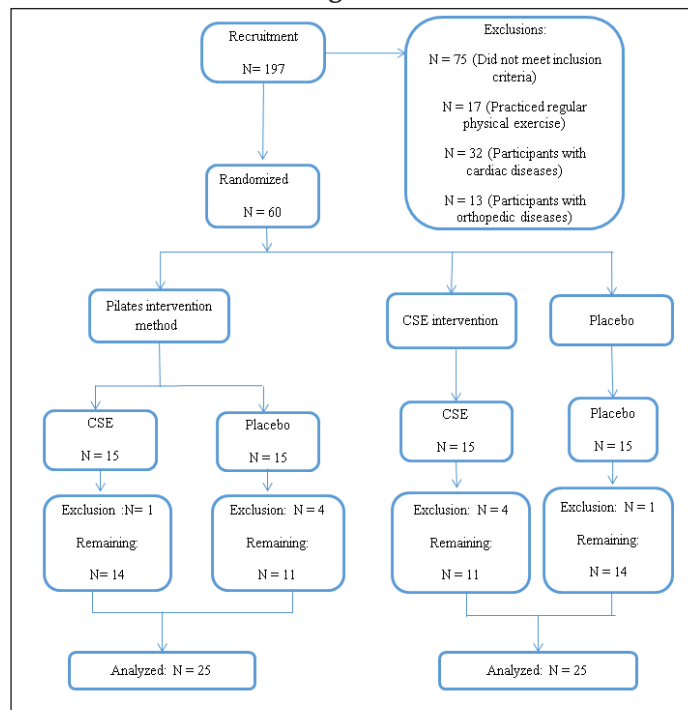 Recruitment
N= 197
Exclusions:
N = 75 (Did not meet inclusion
criteria)
N = 17 (Practiced regular
physical exercise)
N = 32 (Participants with
cardiac diseases)
N = 13 (Participants with
orthopedic diseases)
Randomized
N = 60
Pilates intervention
method
CSE intervention
Placebo
CSE
N = 15
Placebo
N = 15
CSE
N = 15
Placebo
N = 15
Exclusion :N= 1
Remaining:
N= 14
Exclusion: N = 4
Remaining:
N = 11
Exclusion: N = 4
Remaining:
N = 11
Exclusion: N = 1
Remaining:
N = 14
Analyzed: N = 25
Analyzed: N = 25